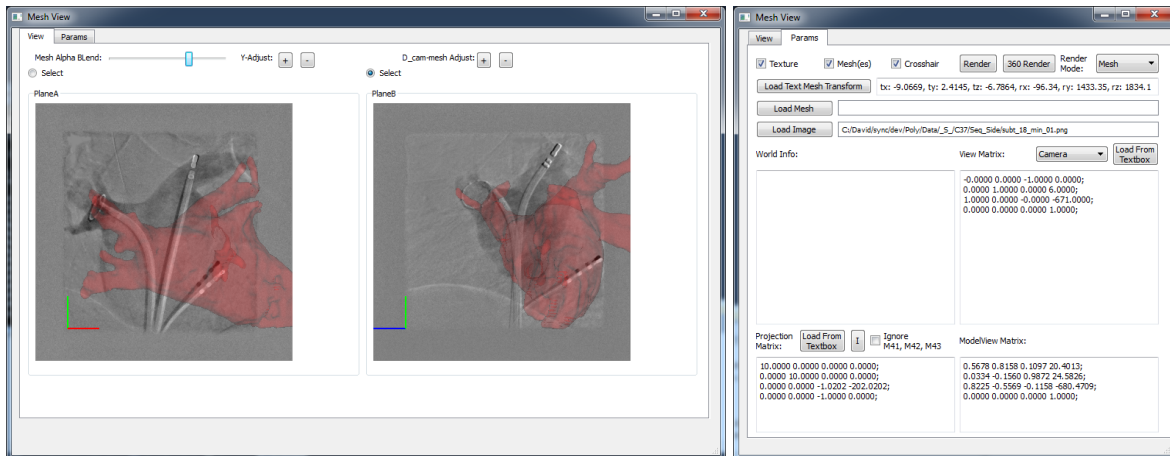 Mesh View
View Params
Mesh Alpha BLend: Y-Adjust: + - D_cam-mesh Adjust: + -
Select Select
PlaneA PlaneB
Mesh View
View Params
Texture Mesh(es) Crosshair Render 360 Render Render Mode: Mesh
Load Text Mesh Transform tx: -9.0669, ty: 2.4145, tz: -6.7864, rx: -96.34, ry: 1433.35, rz: 1834.1
Load Mesh
Load Image C:/David/sync/dev/Poly/Data/_S_/C37/Seq_Side/subt_18_min_01.png
World Info: View Matrix: Camera Load From Textbox
-0.0000 0.0000 -1.0000 0.0000;
0.0000 1.0000 0.0000 6.0000;
1.0000 0.0000 -0.0000 -671.0000;
0.0000 0.0000 0.0000 1.0000;
Projection Matrix: Load From Textbox I Ignore M41, M42, M43 ModelView Matrix:
10.0000 0.0000 0.0000 0.0000;
0.0000 10.0000 0.0000 0.0000;
0.0000 0.0000 -1.0202 -202.0202;
0.0000 0.0000 -1.0000 0.0000;
0.5678 0.8158 0.1097 20.4013;
0.0334 -0.1560 0.9872 24.5826;
0.8225 -0.5569 -0.1158 -680.4709;
0.0000 0.0000 0.0000 1.0000;